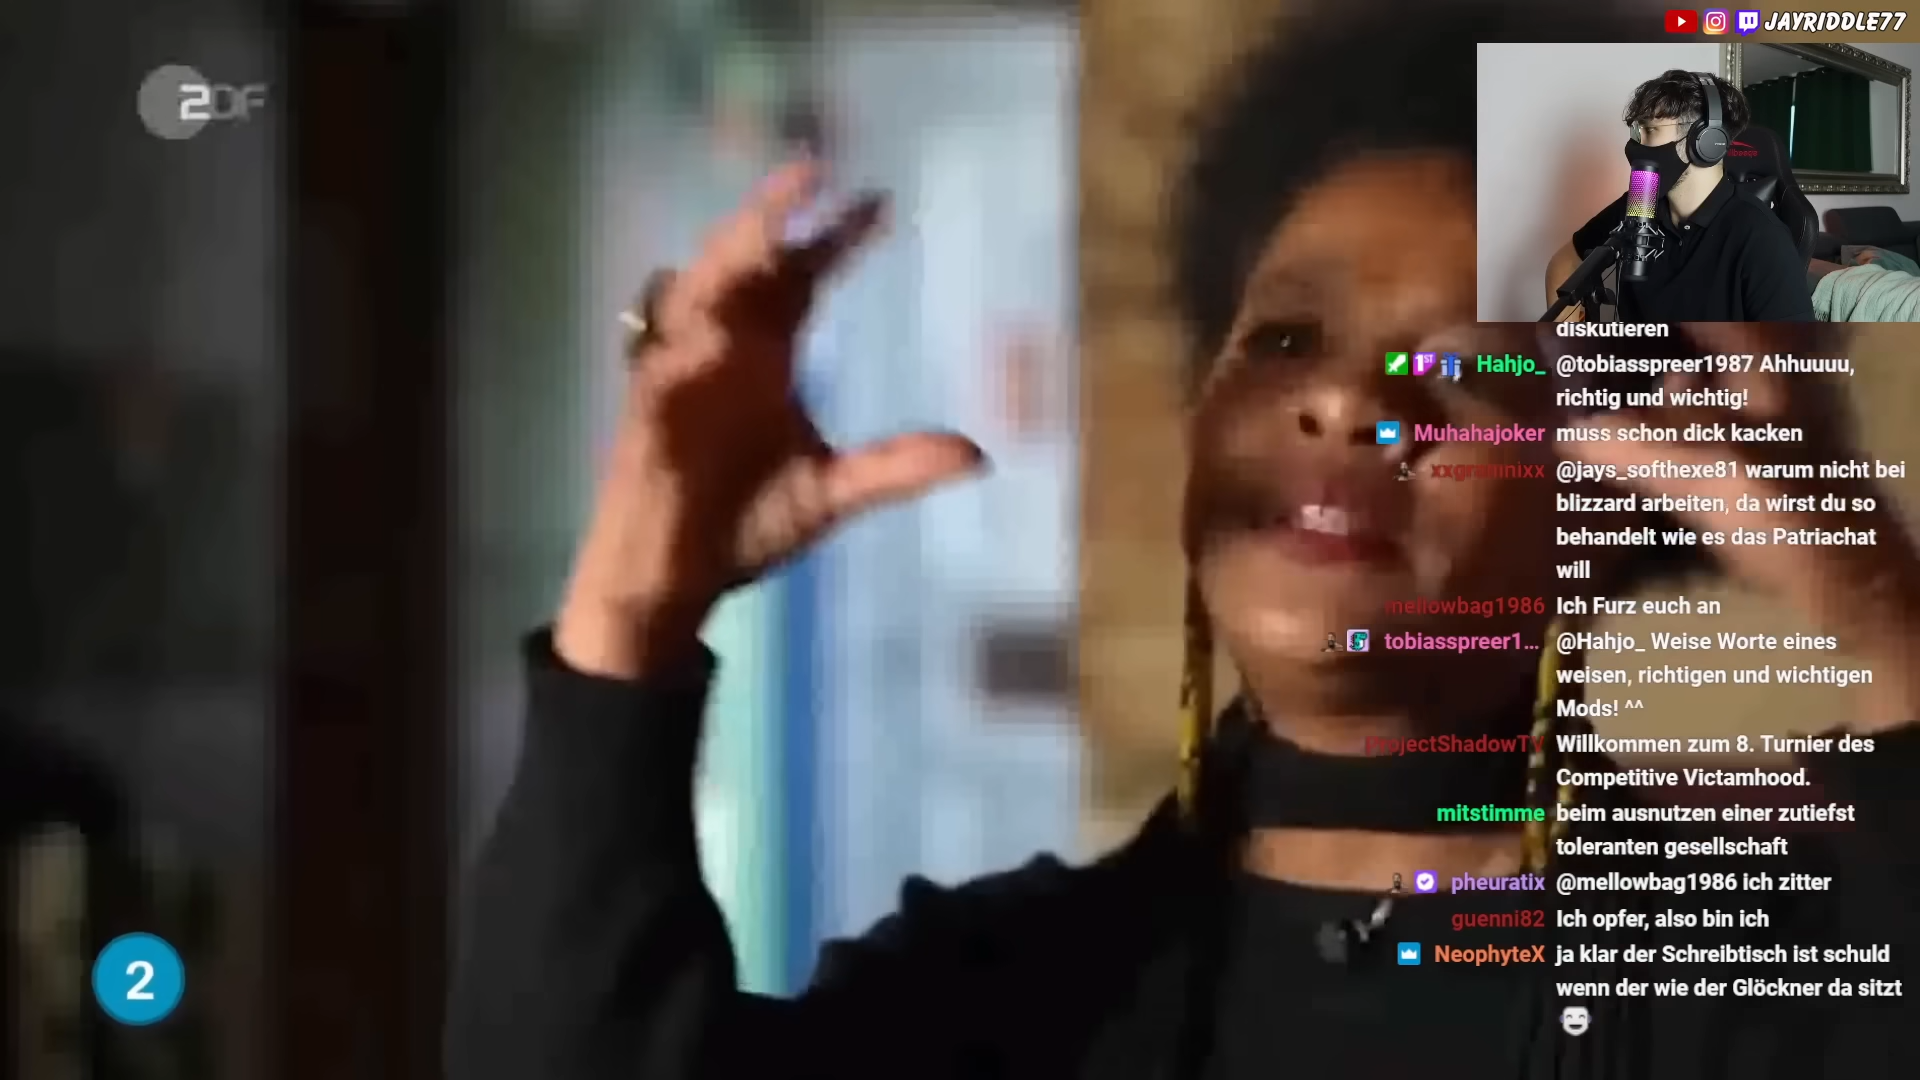 JAYRIDDLE77
ZDF
diskutieren
Hahjo_ @tobiasspreer1987 Ahhuuuu,
richtig und wichtig!
Muhahajoker muss schon dick kacken
@jays_softhexe81 warum nicht bei
blizzard arbeiten, da wirst du so
behandelt wie es das Patriachat
will
mellowbag1986 Ich Furz euch an
tobiasspreer1... @Hahjo_ Weise Worte eines
weisen, richtigen und wichtigen
Mods! ^^
ProjectShadowTV Willkommen zum 8. Turnier des
Competitive Victamhood.
mitstimme beim ausnutzen einer zutiefst
toleranten gesellschaft
pheuratix @mellowbag1986 ich zitter
guenni82 Ich opfer, also bin ich
NeophyteX ja klar der Schreibtisch ist schuld
wenn der wie der Glöckner da sitzt
2